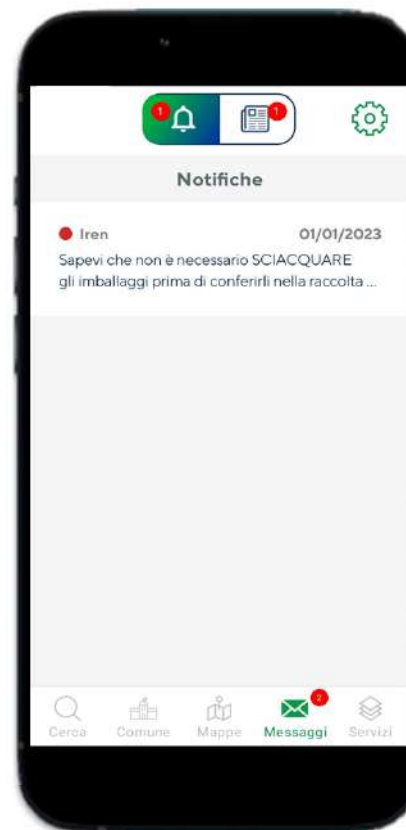 1
1
Notifiche
Iren 01/01/2023
Sapevi che non è necessario SCIACQUARE
gli imballaggi prima di conferirli nella raccolta ...
2
Cerca Comune Mappe Messaggi Servizi